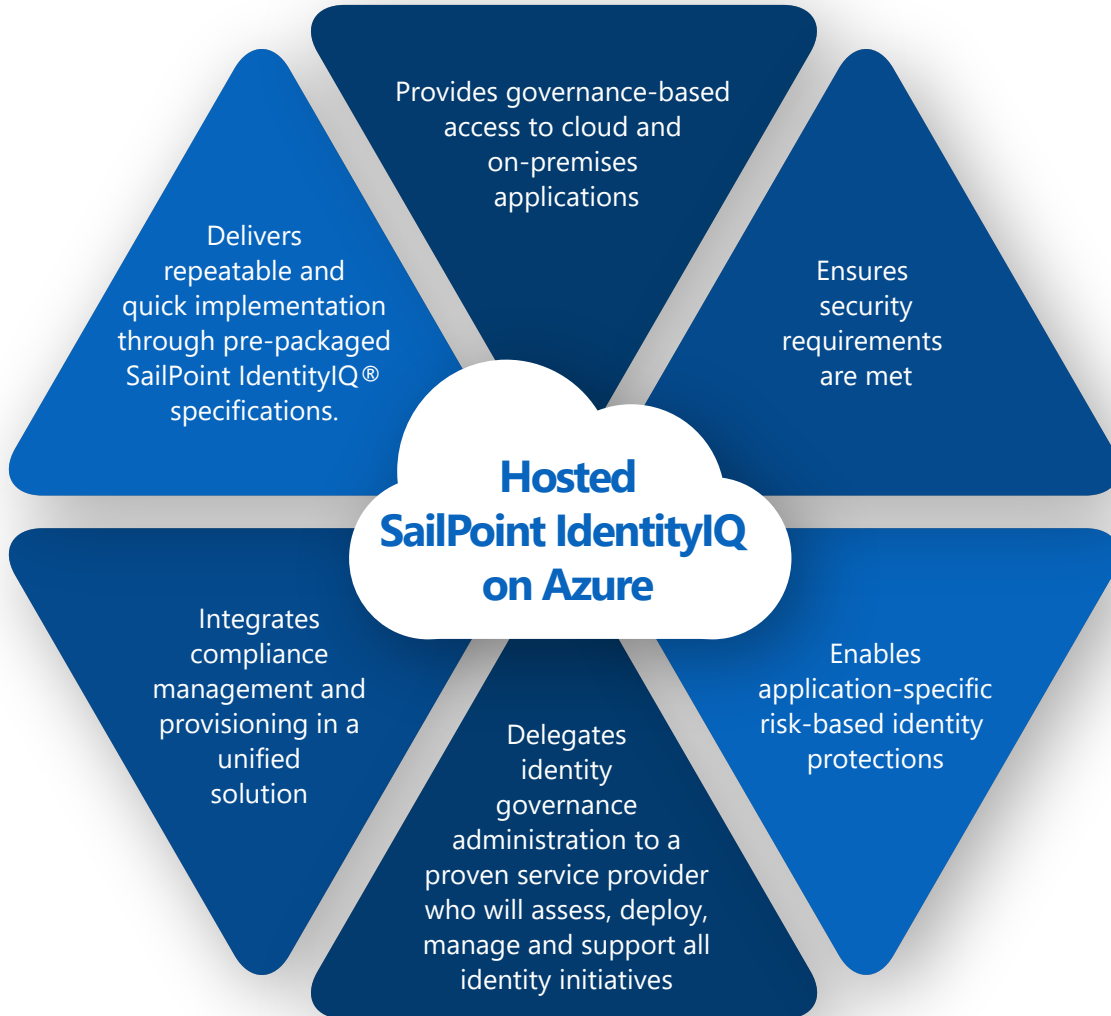 Provides governance-based
access to cloud and
on-premises
applications
Delivers
repeatable and
quick implementation
through pre-packaged
SailPoint IdentityIQ®
specifications.
Ensures
security
requirements
are met
Hosted
SailPoint IdentityIQ
on Azure
Integrates
compliance
management and
provisioning in a
unified
solution
Delegates
identity
governance
administration to a
proven service provider
who will assess, deploy,
manage and support all
identity initiatives
Enables
application-specific
risk-based identity
protections